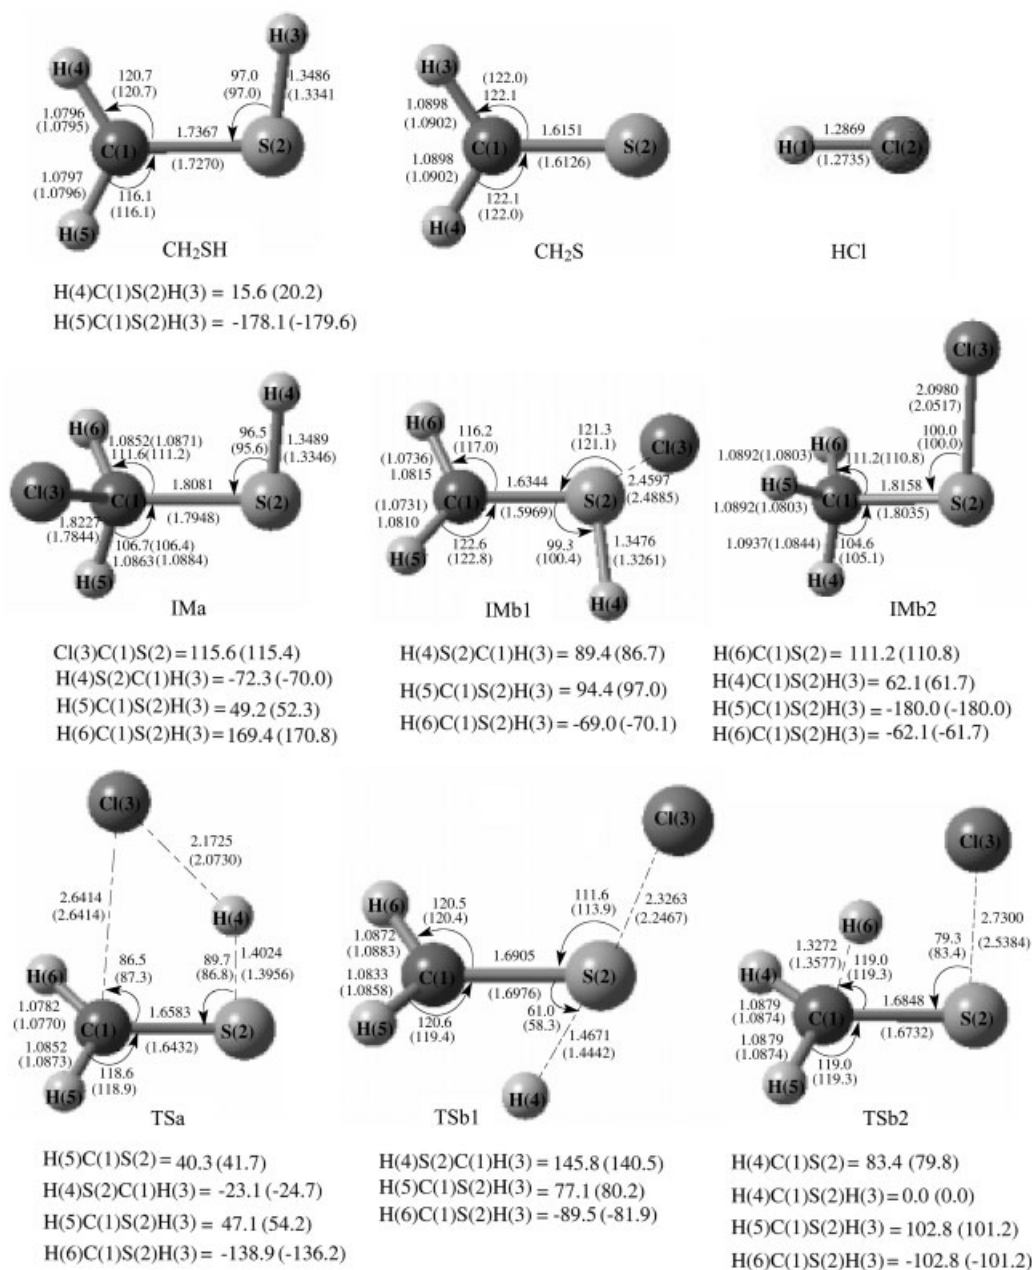 H(3)
H(4)
120.7
(120.7)
97.0
(97.0)
1.3486
(1.3341
1.0796
(1.0795)
1.7367
C(1)
S(2)
(1.7270)
1.0797
(1.0796)
116.1
(116.1)
H(5)
CH₂SH
H(4)C(1)S(2)H(3) = 15.6 (20.2)
H(5)C(1)S(2)H(3) = -178.1 (-179.6)
H(3)
(122.0)
122.1
1.0898
(1.0902)
1.6151
C(1)
S(2)
(1.6126)
1.0898
(1.0902)
122.1
(122.0)
H(4)
CH₂S
1.2869
H(1)
Cl(2)
(1.2735)
HCl
H(4)
H(6)
1.0852(1.0871)
111.6(111.2)
96.5
(95.6)
1.3489
(1.3346)
Cl(3)
1.8081
C(1)
S(2)
(1.7948)
1.8227
(1.7844)
106.7(106.4)
1.0863(1.0884)
H(5)
IMa
Cl(3)C(1)S(2) = 115.6 (115.4)
H(4)S(2)C(1)H(3) = -72.3 (-70.0)
H(5)C(1)S(2)H(3) = 49.2 (52.3)
H(6)C(1)S(2)H(3) = 169.4 (170.8)
H(6)
116.2
(117.0)
121.3
(121.1)
Cl(3)
(1.0736)
1.0815
1.6344
2.4597
(2.4885)
C(1)
S(2)
(1.5969)
(1.0731)
1.0810
122.6
(122.8)
99.3
(100.4)
1.3476
(1.3261)
H(5)
H(4)
IMb1
H(4)S(2)C(1)H(3) = 89.4 (86.7)
H(5)C(1)S(2)H(3) = 94.4 (97.0)
H(6)C(1)S(2)H(3) = -69.0 (-70.1)
Cl(3)
2.0980
(2.0517)
100.0
(100.0)
H(6)
1.0892(1.0803)
111.2(110.8)
H(5)
1.8158
C(1)
S(2)
1.0892(1.0803)
(1.8035)
1.0937(1.0844)
104.6
(105.1)
H(4)
IMb2
H(6)C(1)S(2) = 111.2 (110.8)
H(4)C(1)S(2)H(3) = 62.1 (61.7)
H(5)C(1)S(2)H(3) = -180.0 (-180.0)
H(6)C(1)S(2)H(3) = -62.1 (-61.7)
Cl(3)
2.1725
(2.0730)
2.6414
(2.6414)
H(4)
86.5
(87.3)
89.7
(86.8)
1.4024
(1.3956)
H(6)
1.0782
(1.0770)
1.6583
C(1)
S(2)
(1.6432)
1.0852
(1.0873)
118.6
(118.9)
H(5)
TSa
H(5)C(1)S(2) = 40.3 (41.7)
H(4)S(2)C(1)H(3) = -23.1 (-24.7)
H(5)C(1)S(2)H(3) = 47.1 (54.2)
H(6)C(1)S(2)H(3) = -138.9 (-136.2)
Cl(3)
120.5
(120.4)
111.6
(113.9)
2.3263
(2.2467)
H(6)
1.0872
(1.0883)
1.6905
C(1)
S(2)
(1.6976)
1.0833
(1.0858)
120.6
(119.4)
61.0
(58.3)
1.4671
(1.4442)
H(5)
H(4)
TSb1
H(4)S(2)C(1)H(3) = 145.8 (140.5)
H(5)C(1)S(2)H(3) = 77.1 (80.2)
H(6)C(1)S(2)H(3) = -89.5 (-81.9)
Cl(3)
2.7300
(2.5384)
H(6)
1.3272
(1.3577)
119.0
(119.3)
79.3
(83.4)
H(4)
1.0879
(1.0874)
1.6848
C(1)
S(2)
(1.6732)
1.0879
(1.0874)
119.0
(119.3)
H(5)
TSb2
H(4)C(1)S(2) = 83.4 (79.8)
H(4)C(1)S(2)H(3) = 0.0 (0.0)
H(5)C(1)S(2)H(3) = 102.8 (101.2)
H(6)C(1)S(2)H(3) = -102.8 (-101.2)